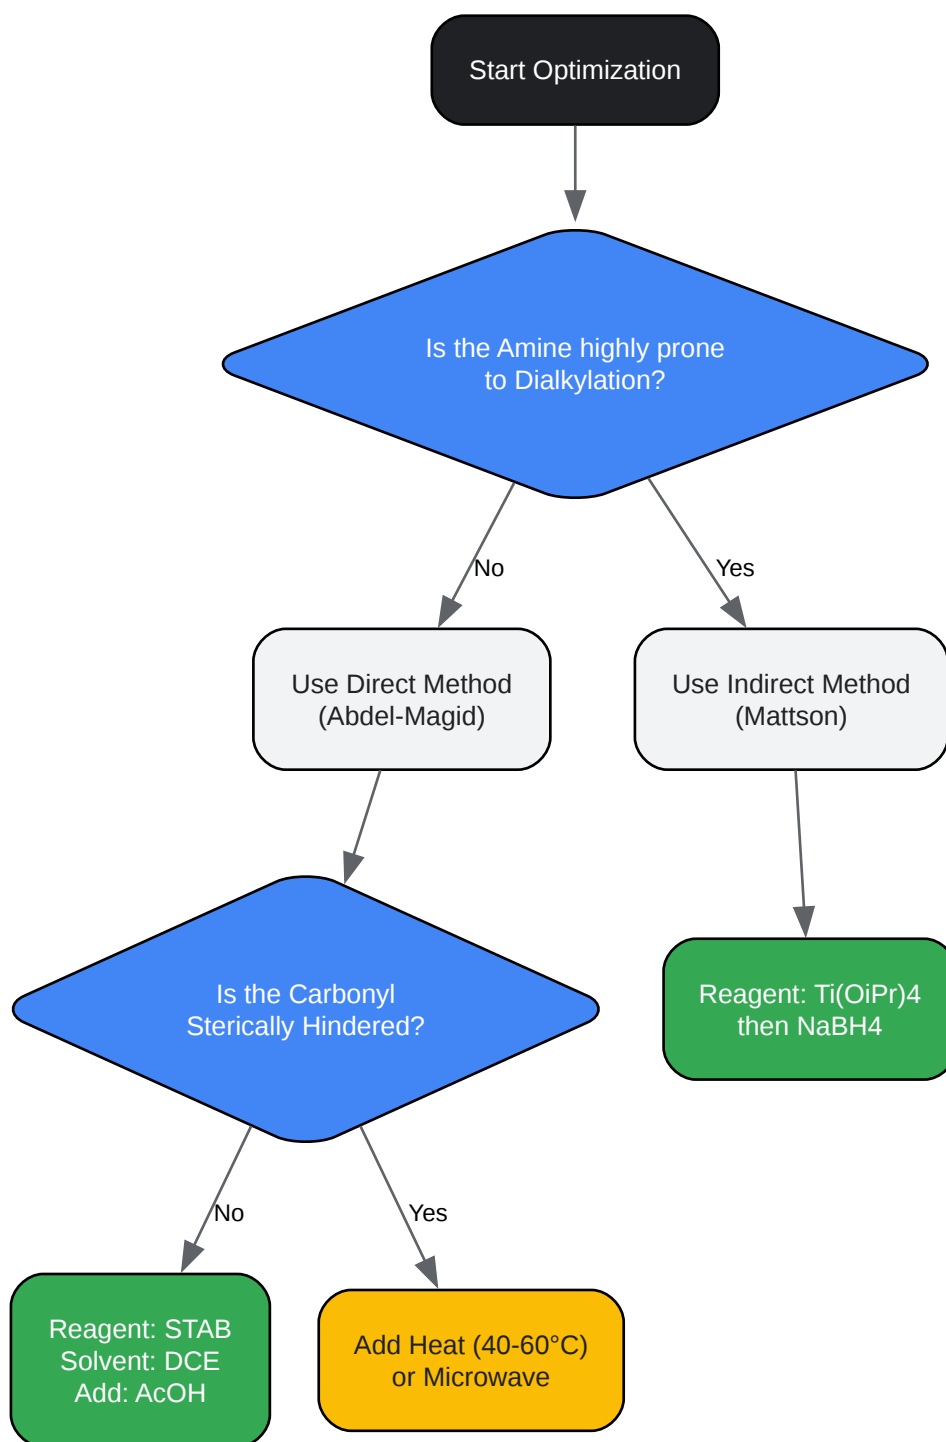 Start Optimization
Is the Amine highly prone
to Dialkylation?
No
Yes
Use Direct Method
(Abdel-Magid)
Use Indirect Method
(Mattson)
Is the Carbonyl
Sterically Hindered?
Reagent: Ti(OiPr)4
then NaBH4
No
Yes
Reagent: STAB
Solvent: DCE
Add: AcOH
Add Heat (40-60°C)
or Microwave